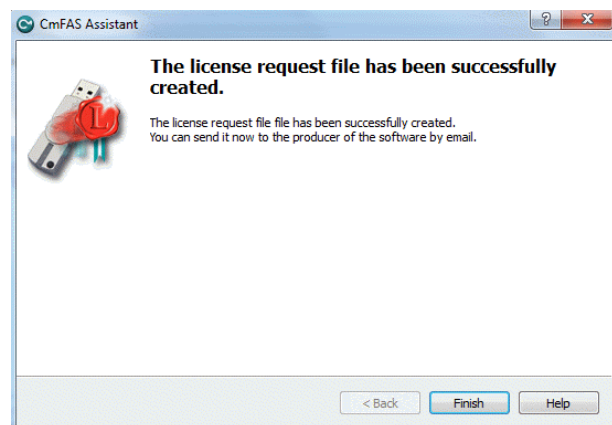 CmFAS Assistant
?
X
The license request file has been successfully
created.
The license request file file has been successfully created.
You can send it now to the producer of the software by email.
L
< Back
Finish
Help